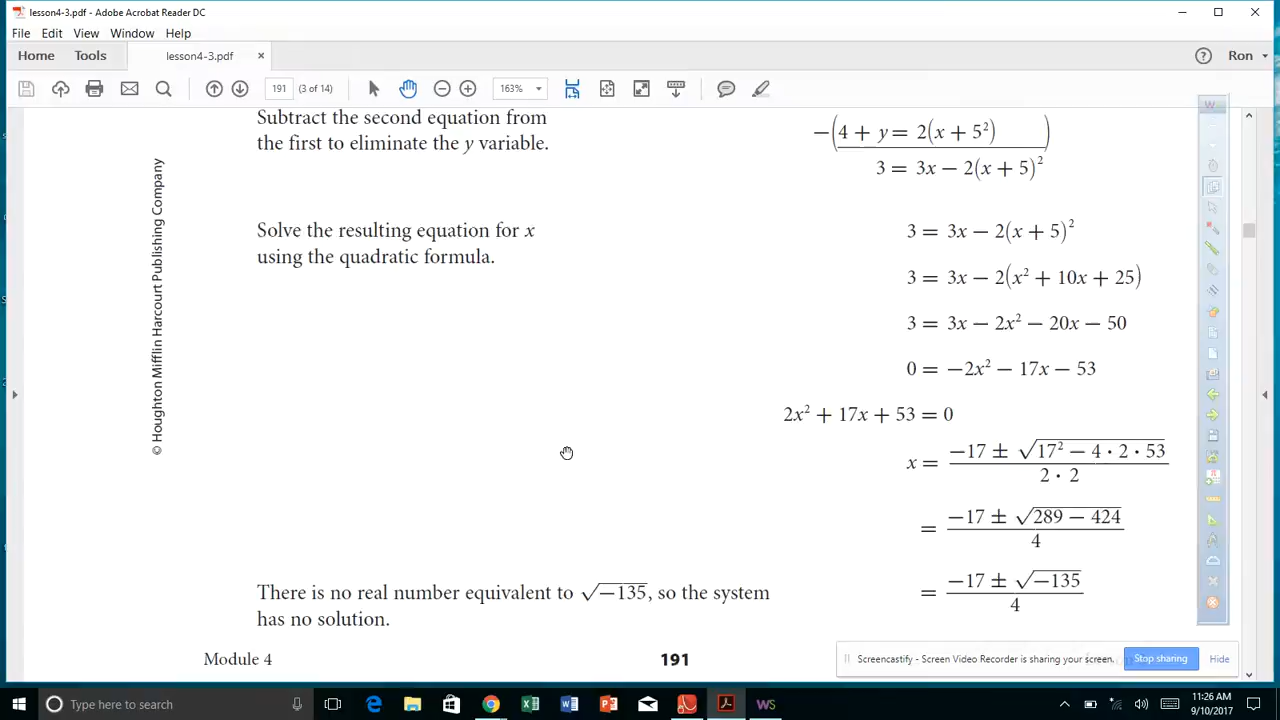 lesson4-3.pdf - Adobe Acrobat Reader DC
File Edit View Window Help
Home Tools lesson4-3.pdf × Ron
191 (3 of 14) 163%
Subtract the second equation from
the first to eliminate the y variable.
−(4 + y = 2(x + 5²))
3 = 3x − 2(x + 5)²
Solve the resulting equation for x
using the quadratic formula.
3 = 3x − 2(x + 5)²
3 = 3x − 2(x² + 10x + 25)
3 = 3x − 2x² − 20x − 50
0 = −2x² − 17x − 53
2x² + 17x + 53 = 0
x = (−17 ± √(17² − 4 · 2 · 53)) / (2 · 2)
= (−17 ± √(289 − 424)) / 4
= (−17 ± √(−135)) / 4
There is no real number equivalent to √−135, so the system
has no solution.
© Houghton Mifflin Harcourt Publishing Company
Module 4
191
Screencastify - Screen Video Recorder is sharing your screen. Stop sharing Hide
Type here to search
11:26 AM
9/10/2017